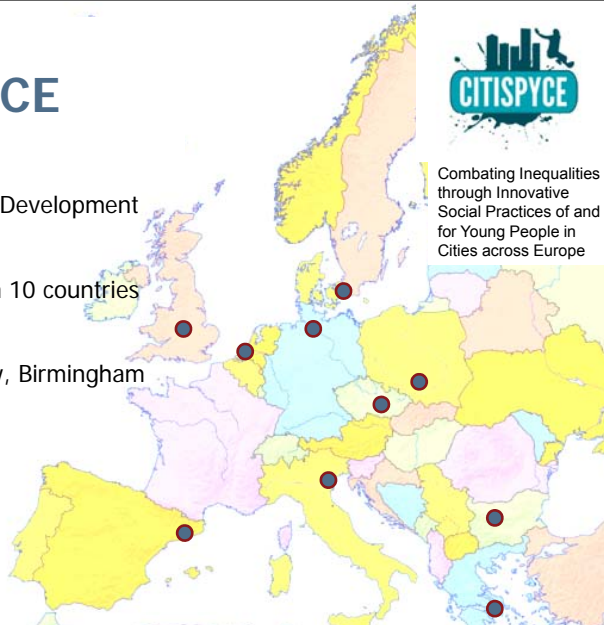 CE
CITISPYCE
Combating Inequalities
through Innovative
Social Practices of and
for Young People in
Cities across Europe
Development
10 countries
, Birmingham